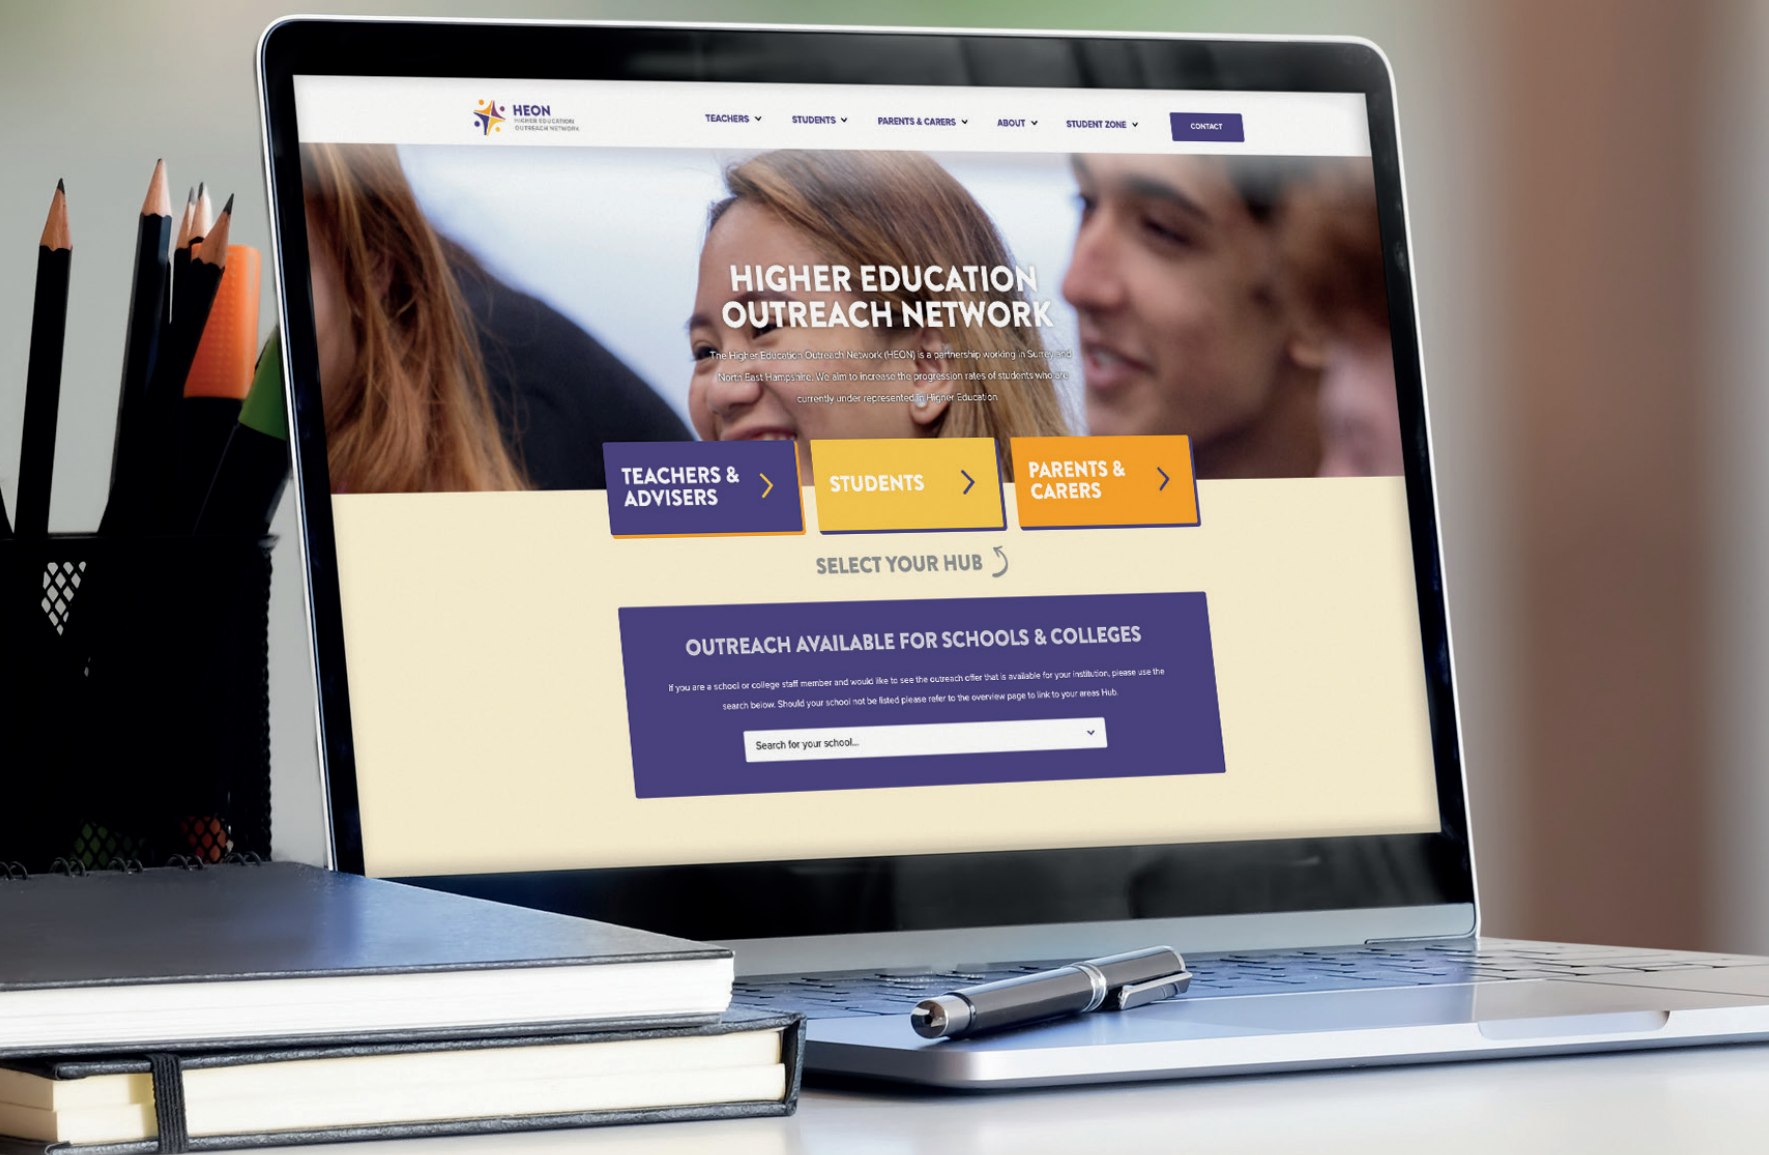 HEON
HIGHER EDUCATION
OUTREACH NETWORK
TEACHERS
STUDENTS
PARENTS & CARERS
ABOUT
STUDENT ZONE
CONTACT
HIGHER EDUCATION
OUTREACH NETWORK
The Higher Education Outreach Network (HEON) is a partnership working in Surrey and
North East Hampshire. We aim to increase the progression rates of students who are
currently under represented in Higher Education
TEACHERS &
ADVISERS
STUDENTS
PARENTS &
CARERS
SELECT YOUR HUB
OUTREACH AVAILABLE FOR SCHOOLS & COLLEGES
If you are a school or college staff member and would like to see the outreach offer that is available for your institution, please use the
search below. Should your school not be listed please refer to the overview page to link to your areas Hub.
Search for your school...